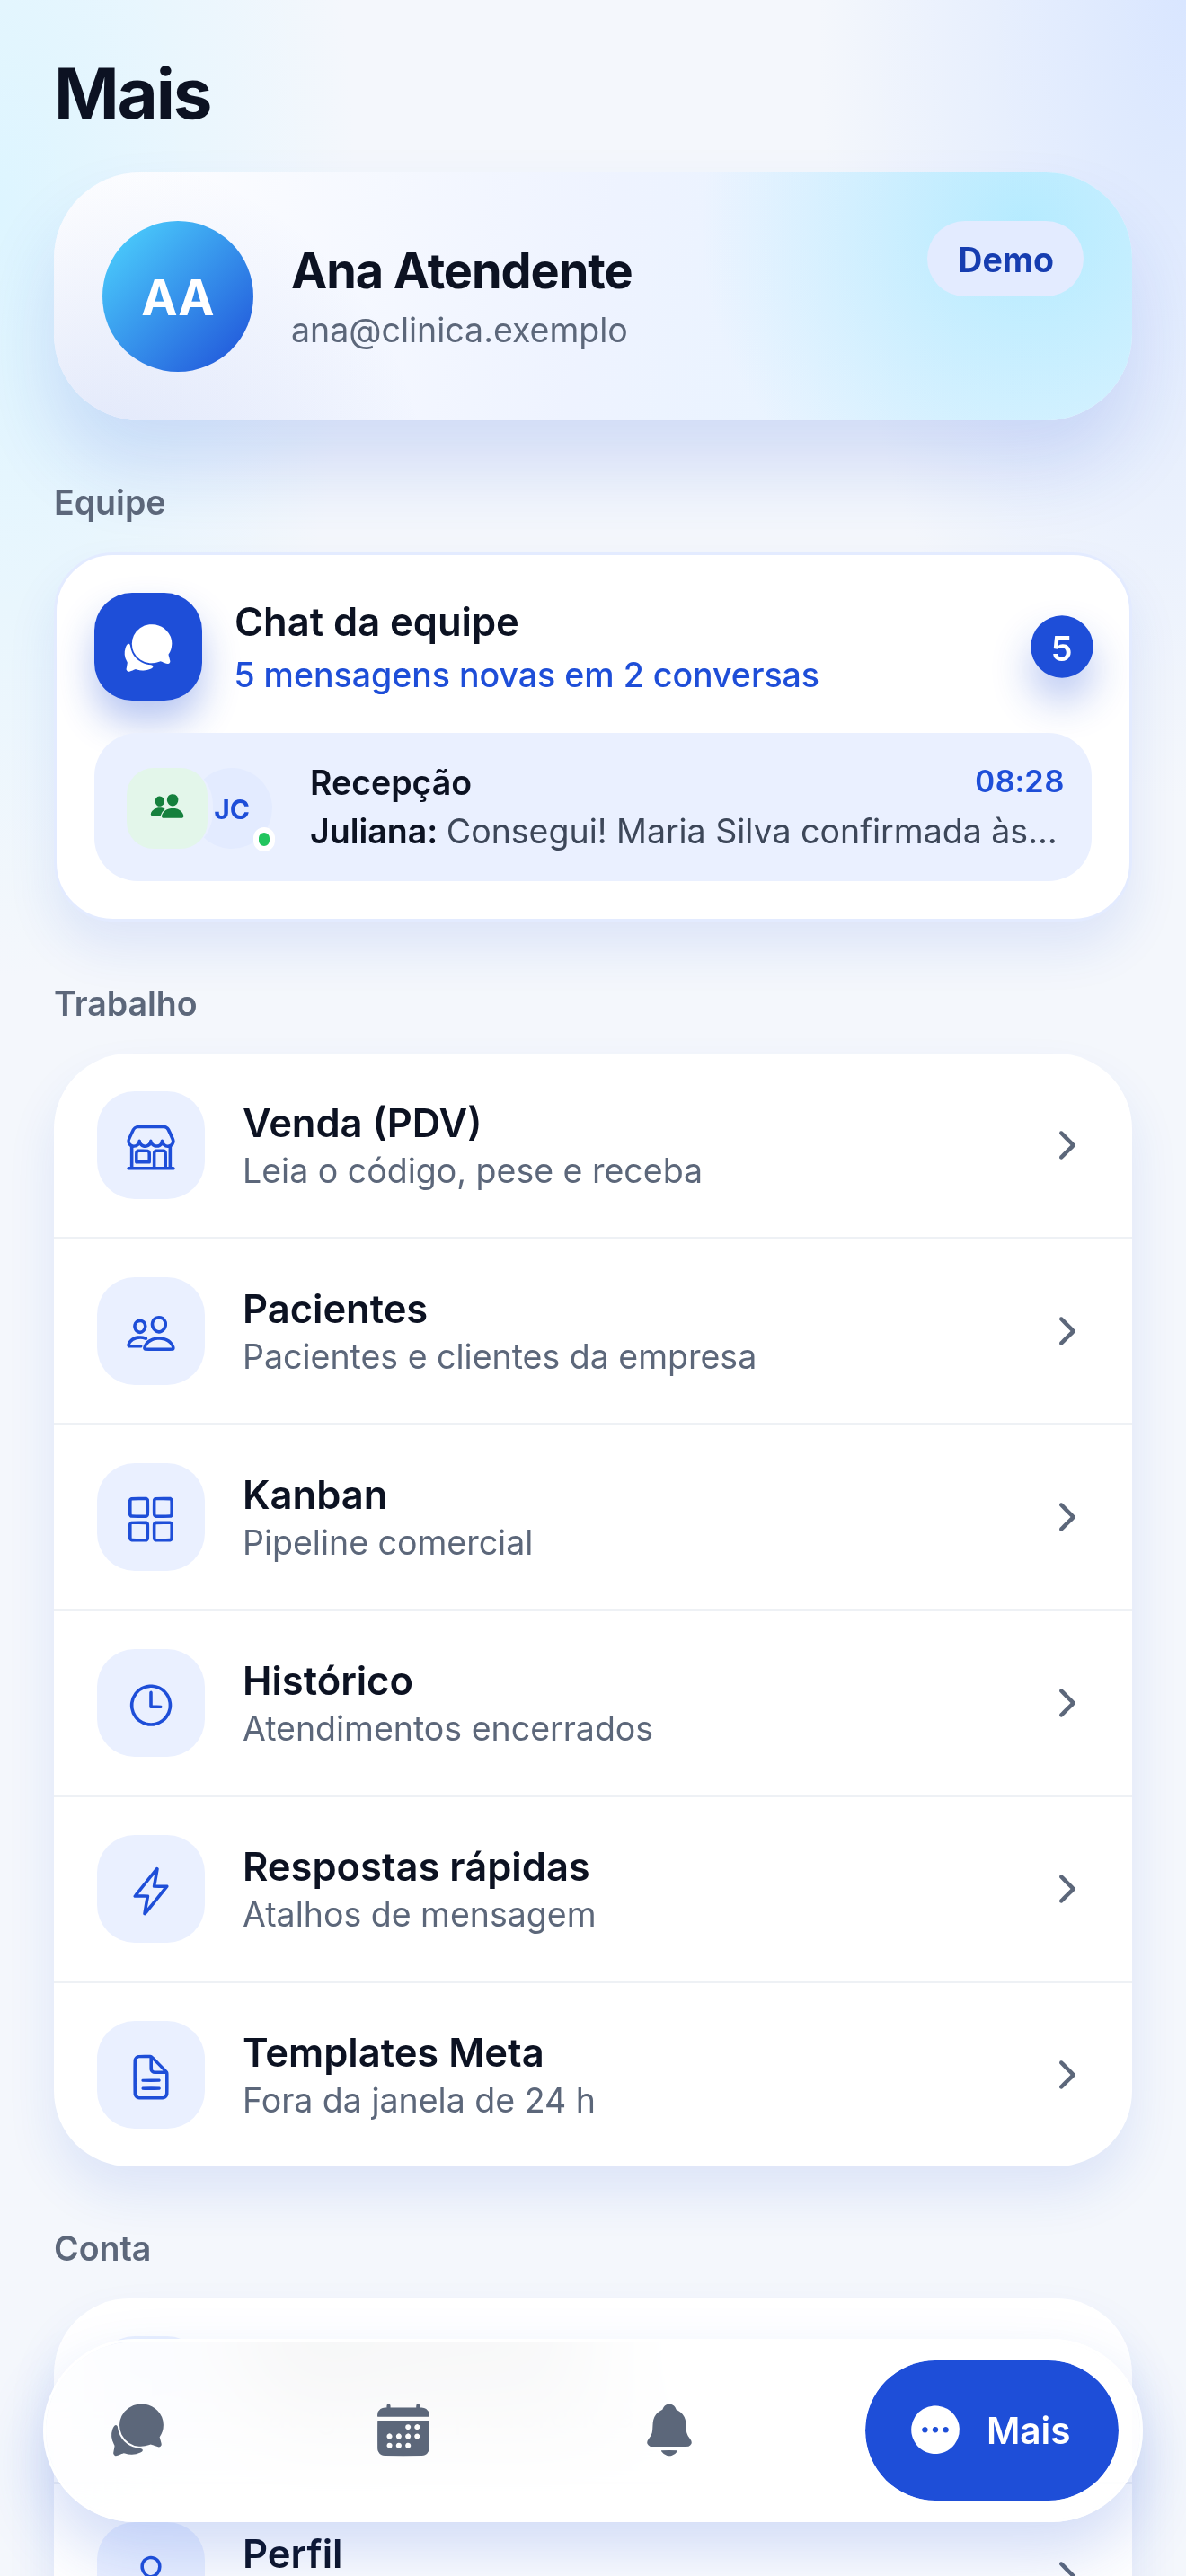 Mais
AA
Ana Atendente
ana@clinica.exemplo
Demo
Equipe
Chat da equipe
5 mensagens novas em 2 conversas
5
JC
Recepção
08:28
Juliana: Consegui! Maria Silva confirmada às...
Trabalho
Venda (PDV)
Leia o código, pese e receba
Pacientes
Pacientes e clientes da empresa
Kanban
Pipeline comercial
Histórico
Atendimentos encerrados
Respostas rápidas
Atalhos de mensagem
Templates Meta
Fora da janela de 24 h
Conta
Mais
Perfil